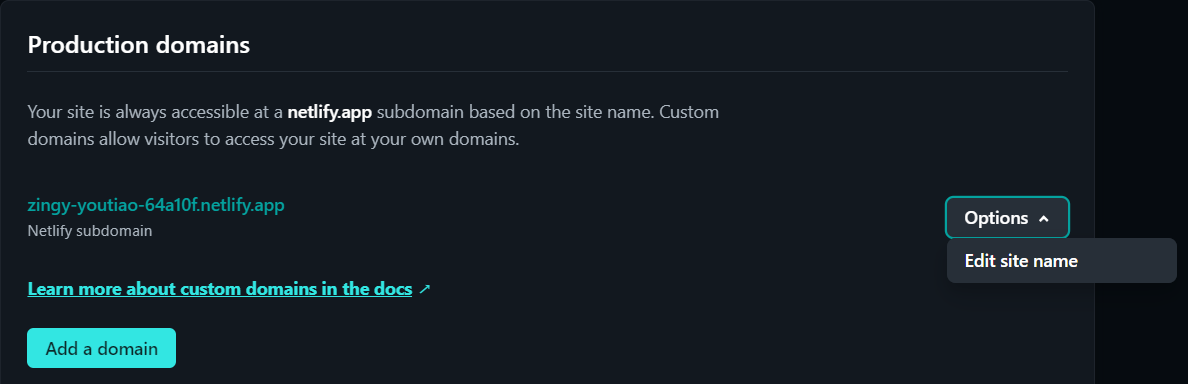 Production domains
Your site is always accessible at a netlify.app subdomain based on the site name. Custom
domains allow visitors to access your site at your own domains.
zingy-youtiao-64a10f.netlify.app
Netlify subdomain
Options
Edit site name
Learn more about custom domains in the docs ↗
Add a domain